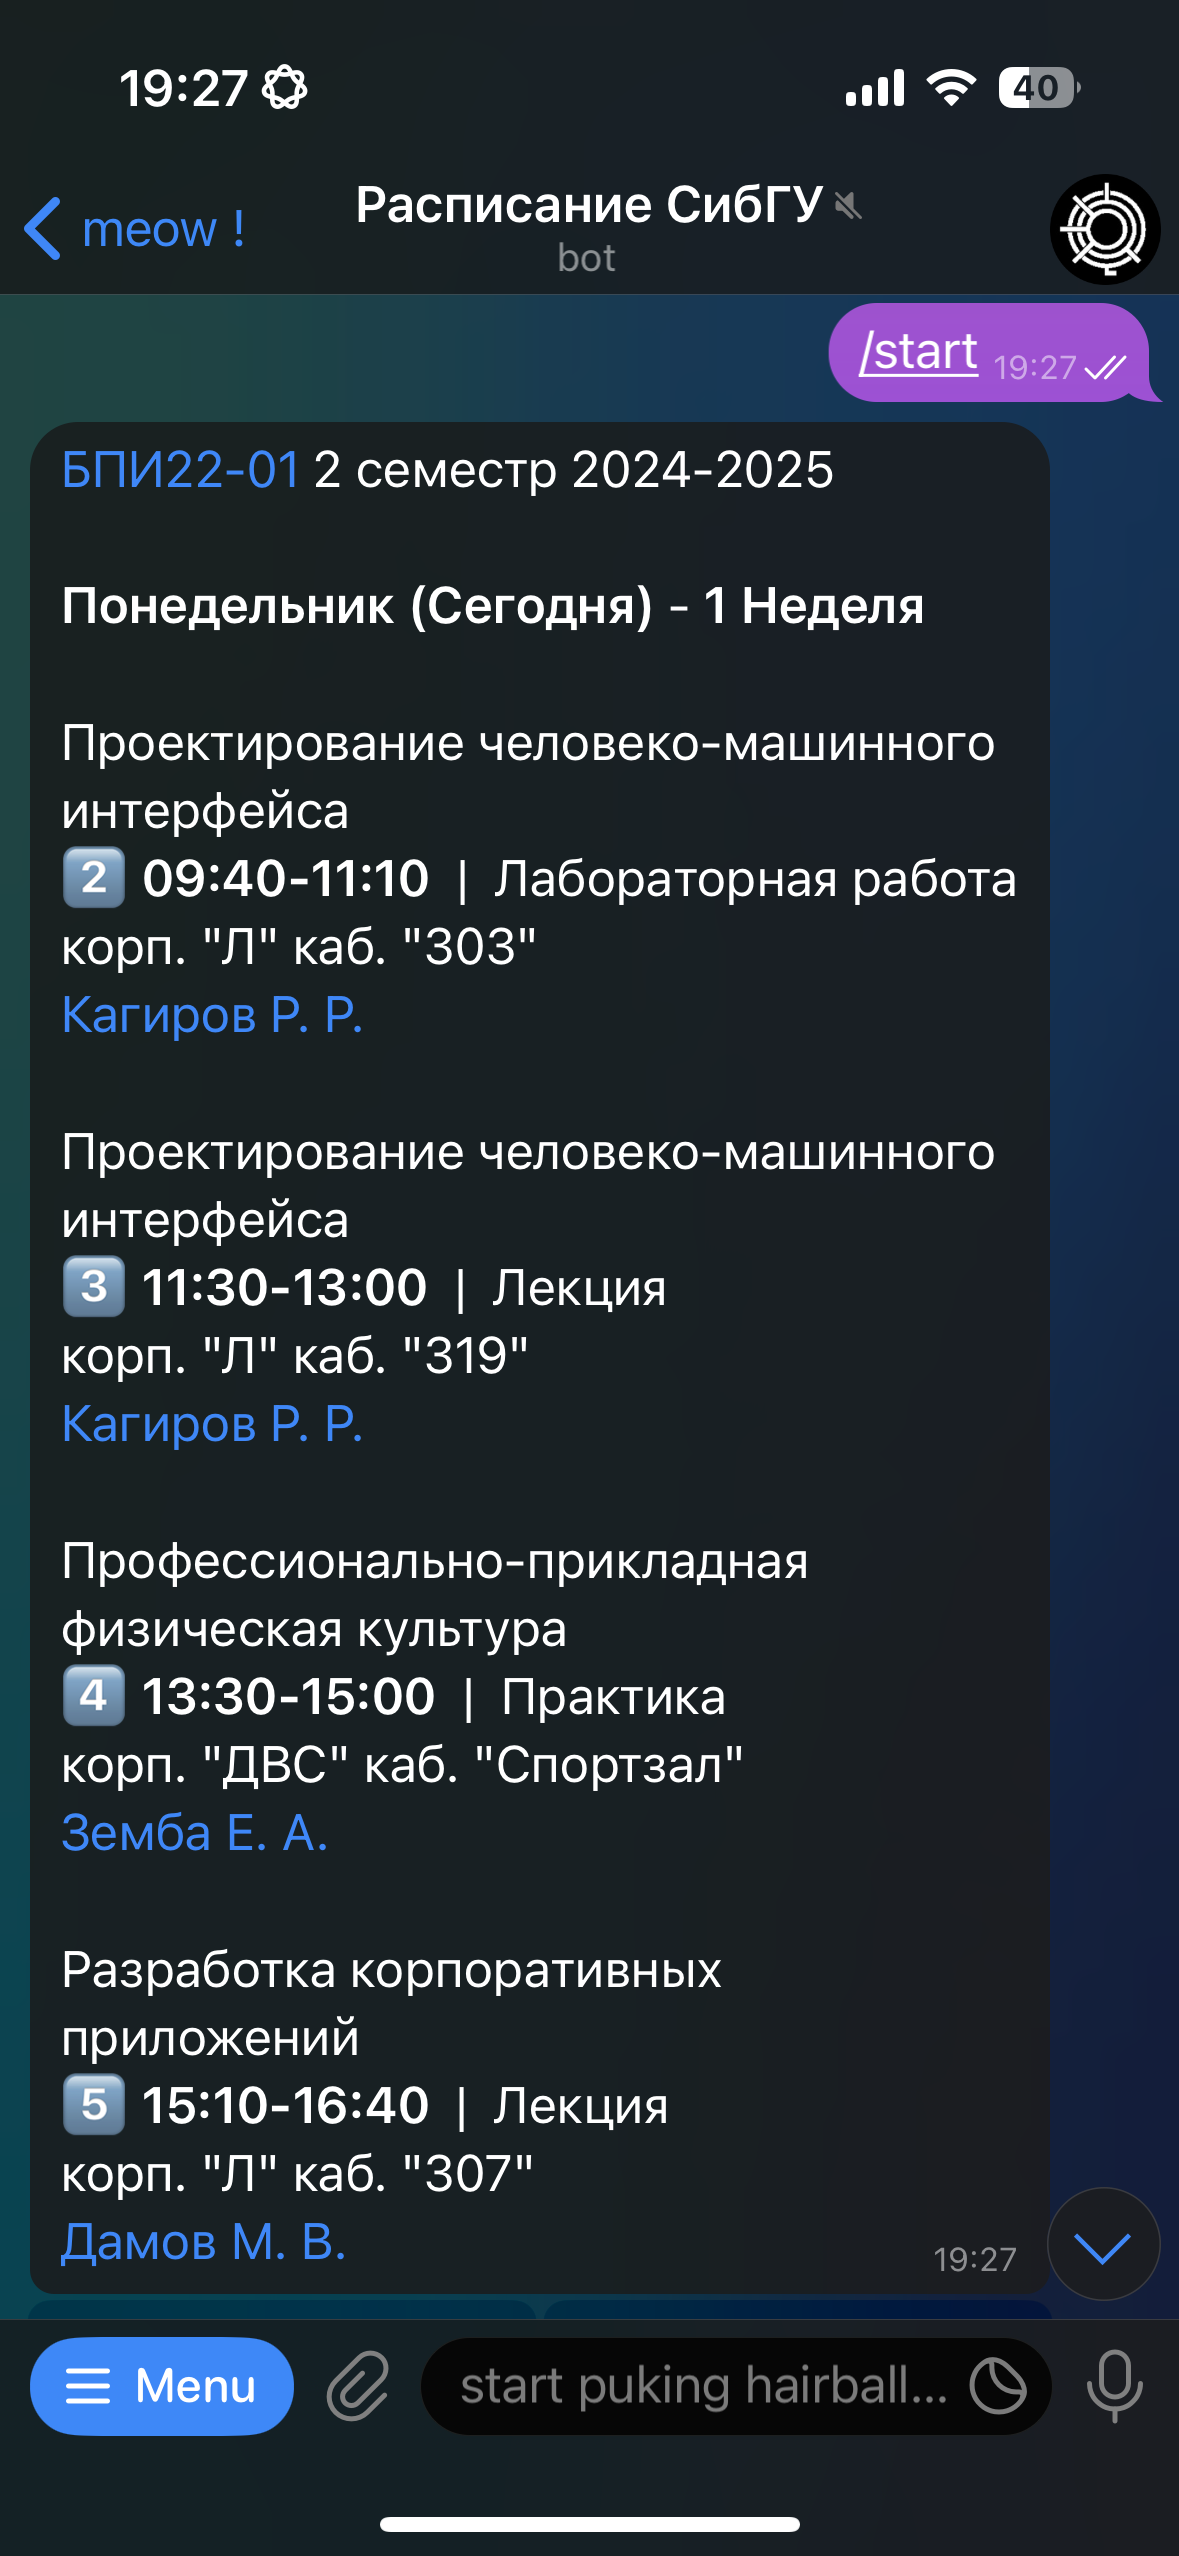 19:27
40
meow !
Расписание СибГУ
bot
/start 19:27
БПИ22-01 2 семестр 2024-2025
Понедельник (Сегодня) - 1 Неделя
Проектирование человеко-машинного
интерфейса
2 09:40-11:10 | Лабораторная работа
корп. "Л" каб. "303"
Кагиров Р. Р.
Проектирование человеко-машинного
интерфейса
3 11:30-13:00 | Лекция
корп. "Л" каб. "319"
Кагиров Р. Р.
Профессионально-прикладная
физическая культура
4 13:30-15:00 | Практика
корп. "ДВС" каб. "Спортзал"
Земба Е. А.
Разработка корпоративных
приложений
5 15:10-16:40 | Лекция
корп. "Л" каб. "307"
Дамов М. В.
19:27
Menu
start puking hairball...